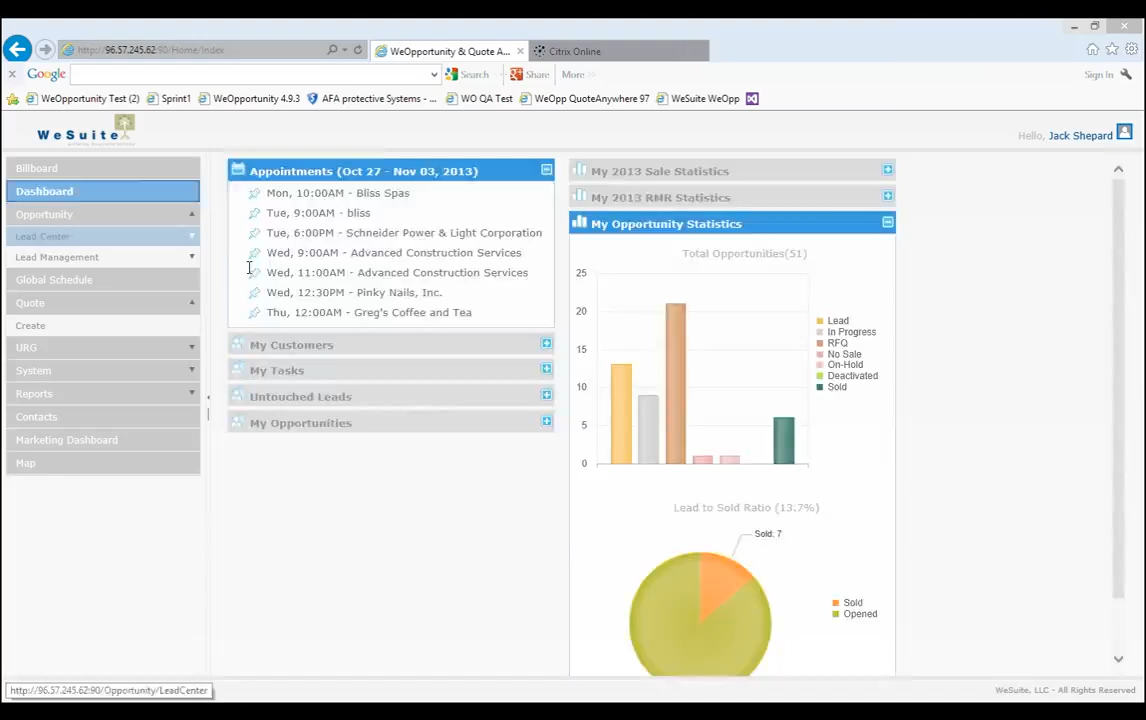 http://96.57.245.62:90/Home/Index
WeOpportunity & Quote A...
Citrix Online
Google
Search
Share
More
Sign In
WeOpportunity Test (2)
Sprint1
WeOpportunity 4.9.3
AFA protective Systems - ...
WO QA Test
WeOpp QuoteAnywhere 97
WeSuite WeOpp
WeSuite
Hello, Jack Shepard
Billboard
Dashboard
Opportunity
Lead Center
Lead Management
Global Schedule
Quote
Create
URG
System
Reports
Contacts
Marketing Dashboard
Map
Appointments (Oct 27 - Nov 03, 2013)
Mon, 10:00AM - Bliss Spas
Tue, 9:00AM - bliss
Tue, 6:00PM - Schneider Power & Light Corporation
Wed, 9:00AM - Advanced Construction Services
Wed, 11:00AM - Advanced Construction Services
Wed, 12:30PM - Pinky Nails, Inc.
Thu, 12:00AM - Greg's Coffee and Tea
My Customers
My Tasks
Untouched Leads
My Opportunities
My 2013 Sale Statistics
My 2013 RMR Statistics
My Opportunity Statistics
Total Opportunities(51)
25
20
15
10
5
0
Lead
In Progress
RFQ
No Sale
On-Hold
Deactivated
Sold
Lead to Sold Ratio (13.7%)
Sold, 7
Sold
Opened
http://96.57.245.62:90/Opportunity/LeadCenter
WeSuite, LLC - All Rights Reserved